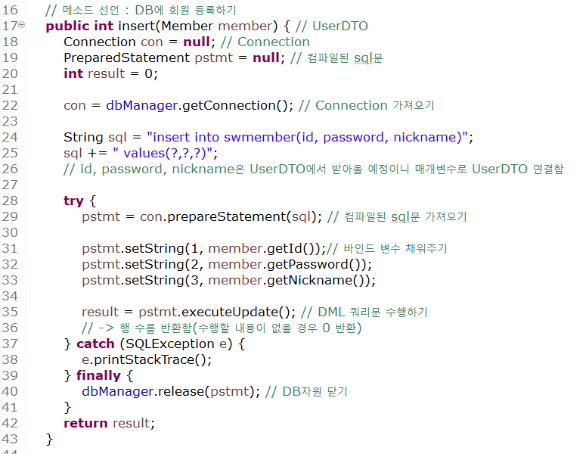 16 // 메소드 선언 : DB에 회원 등록하기
17 public int insert(Member member) { // UserDTO
18 Connection con = null; // Connection
19 PreparedStatement pstmt = null; // 컴파일된 sql문
20 int result = 0;
21
22 con = dbManager.getConnection(); // Connection 가져오기
23
24 String sql = "insert into swmember(id, password, nickname)";
25 sql += " values(?,?,?)";
26 // id, password, nickname은 UserDTO에서 받아올 예정이니 매개변수로 UserDTO 연결함
27
28 try {
29 pstmt = con.prepareStatement(sql); // 컴파일된 sql문 가져오기
30
31 pstmt.setString(1, member.getId());// 바인드 변수 채워주기
32 pstmt.setString(2, member.getPassword());
33 pstmt.setString(3, member.getNickname());
34
35 result = pstmt.executeUpdate(); // DML 쿼리문 수행하기
36 // -> 행 수를 반환함(수행할 내용이 없을 경우 0 반환)
37 } catch (SQLException e) {
38 e.printStackTrace();
39 } finally {
40 dbManager.release(pstmt); // DB자원 닫기
41 }
42 return result;
43 }
44